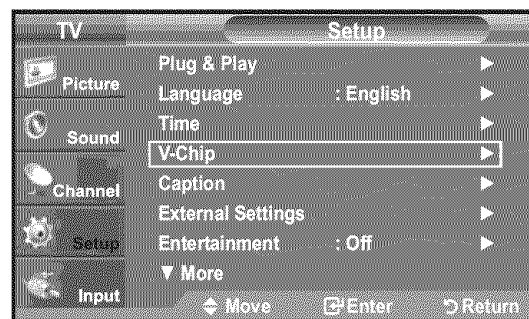 TV
Setup
Picture
Sound
Channel
Setup
Input
Plug & Play
Language : English
Time
V-Chip
Caption
External Settings
Entertainment : Off
▼ More
Move Enter Return